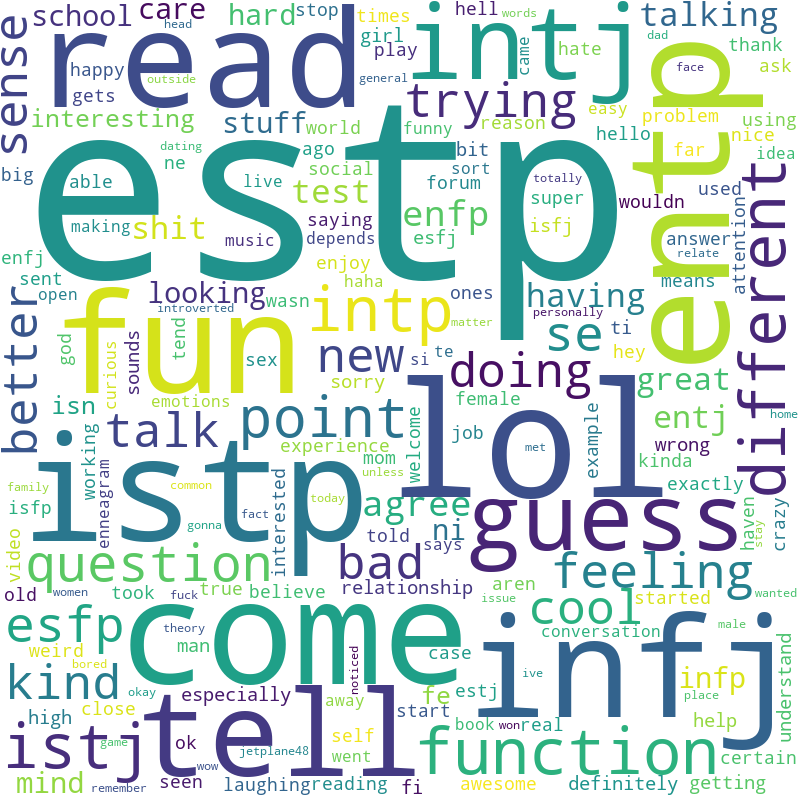 school
care
hard
stop
times
hell
words
talking
head
girl
play
came
hate
dad
thank
read
intj
sense
happy
outside
general
face
ask
gets
trying
entp
interesting
stuff
world
funny
reason
easy
problem
using
hello
nice
dating
ago
bit
far
idea
ne
big
able
live
social
forum
sort
totally
estp
test
super
wouldn
used
different
making
shit
saying
enfp
isfj
music
depends
esfj
answer
attention
enfj
sent
enjoy
relate
open
haha
means
looking
wasn
ones
having
introverted
intp
personally
better
fun
god
tend
matter
se
curious
sounds
new
si
te
ti
hey
sex
doing
great
emotions
sorry
isn
point
female
entj
talk
welcome
job
example
home
working
experience
wrong
istp
mom
lol
met
kinda
family
common
unless
exactly
isfp
enneagram
fact
today
agree
guess
haven
crazy
gonna
interested
ni
stay
video
question
told
says
bad
feeling
old
women
took
true
believe
relationship
aren
started
wanted
fuck
issue
cool
esfp
come
theory
man
case
conversation
male
weird
infj
bored
noticed
kind
okay
especially
away
fe
estj
ive
infp
understand
high
close
start
book
won
real
place
help
istj
tell
ok
self
function
certain
game
jetplane48
went
mind
remember
seen
wow
laughing
reading
fi
awesome
definitely
getting